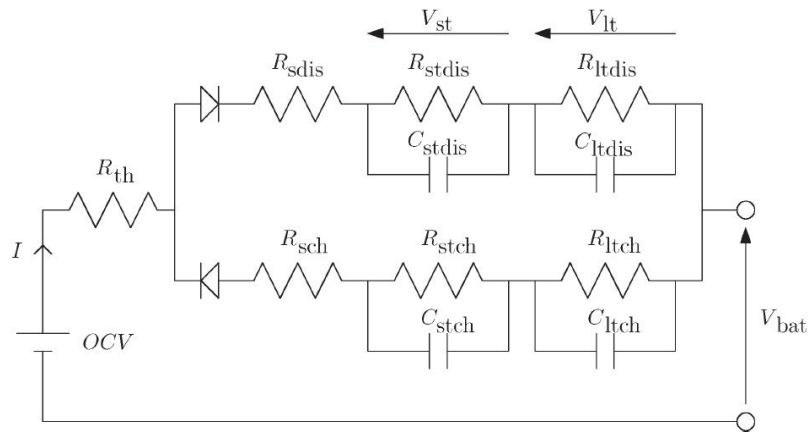 V_st V_lt
R_sdis R_stdis R_ltdis
C_stdis C_ltdis
R_th
R_sch R_stch R_ltch
I
C_stch C_ltch
OCV V_bat